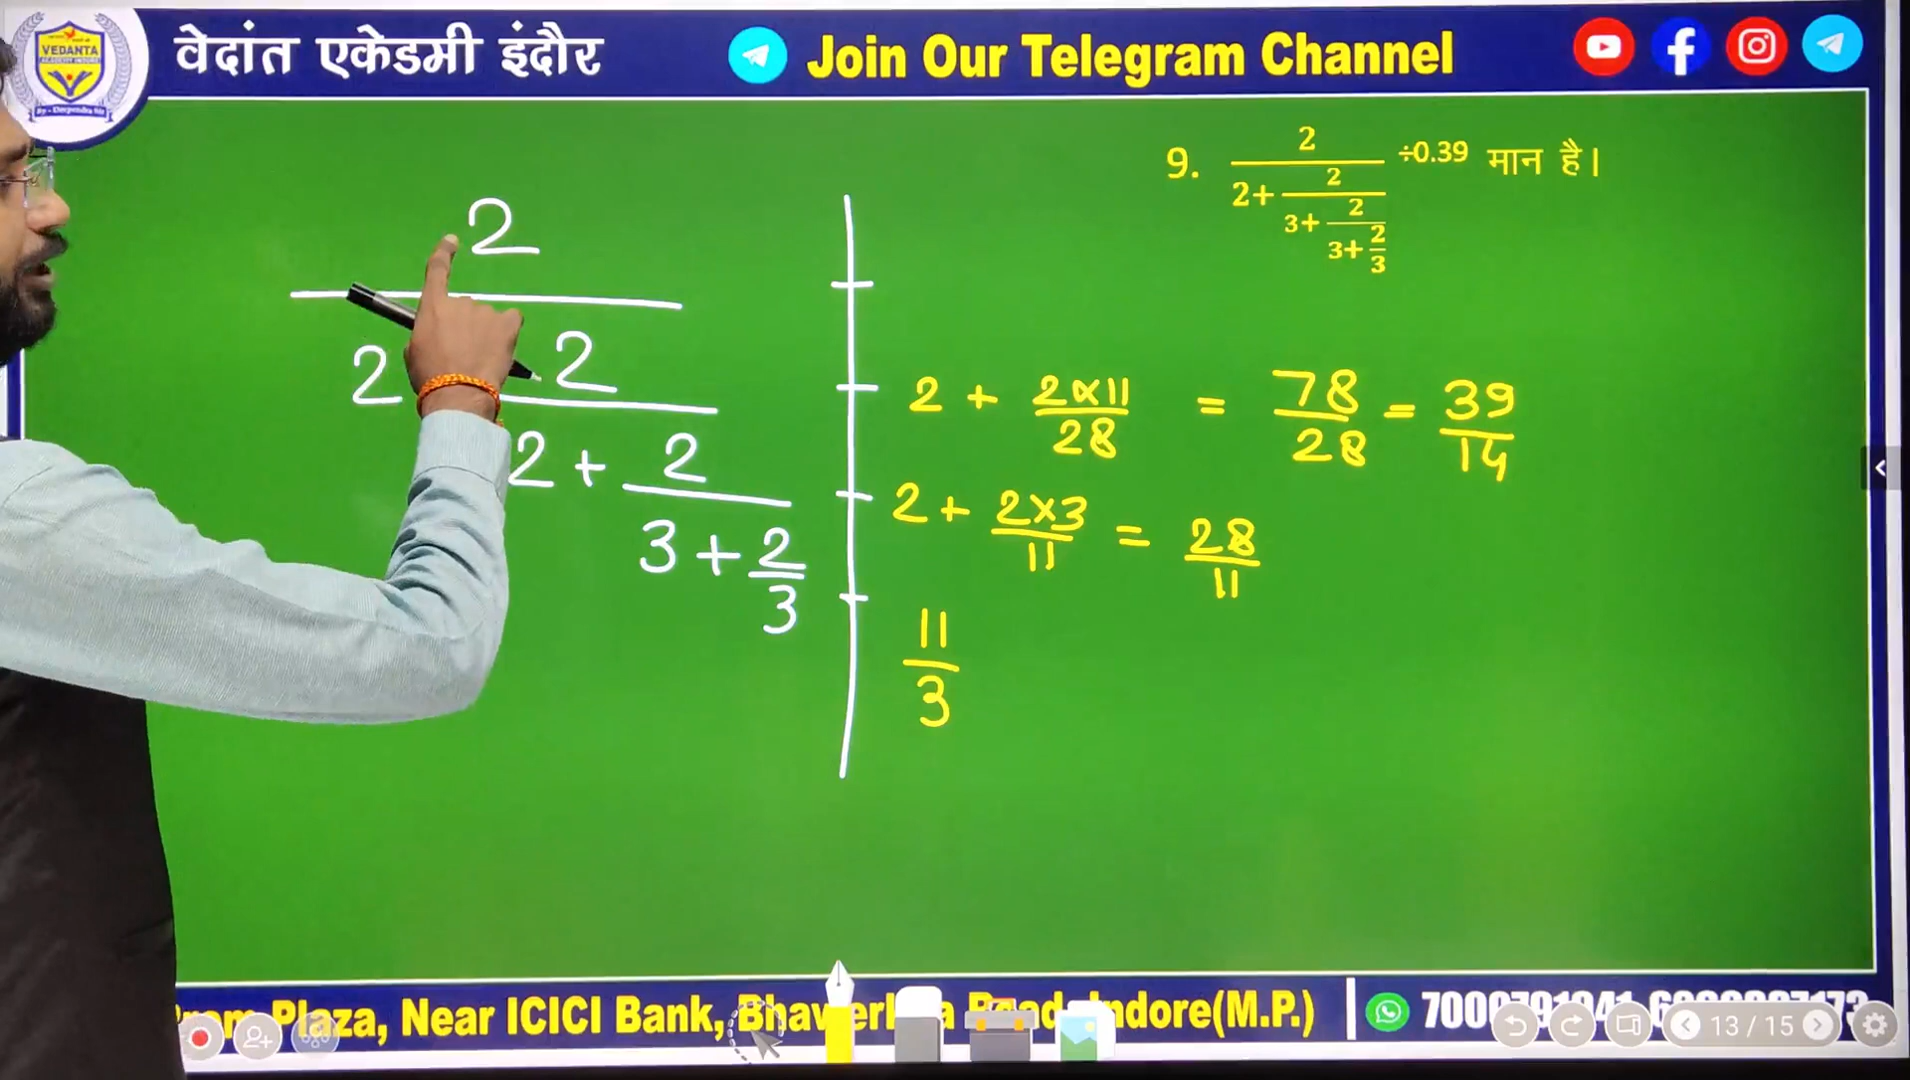 VEDANTA
वेदांत एकेडमी इंदौर
Join Our Telegram Channel
9. 2/(2+2/(3+2/(3+2/3))) ÷0.39 मान है।
2
2 2
2 + 2
3 + 2/3
2 + 2×11/28 = 78/28 = 39/14
2 + 2×3/11 = 28/11
11/3
Plaza, Near ICICI Bank, Indore(M.P.)
13 / 15